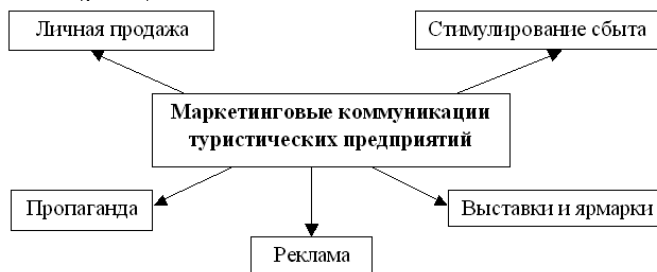 Личная продажа
Стимулирование сбыта
Маркетинговые коммуникации
туристических предприятий
Пропаганда
Выставки и ярмарки
Реклама